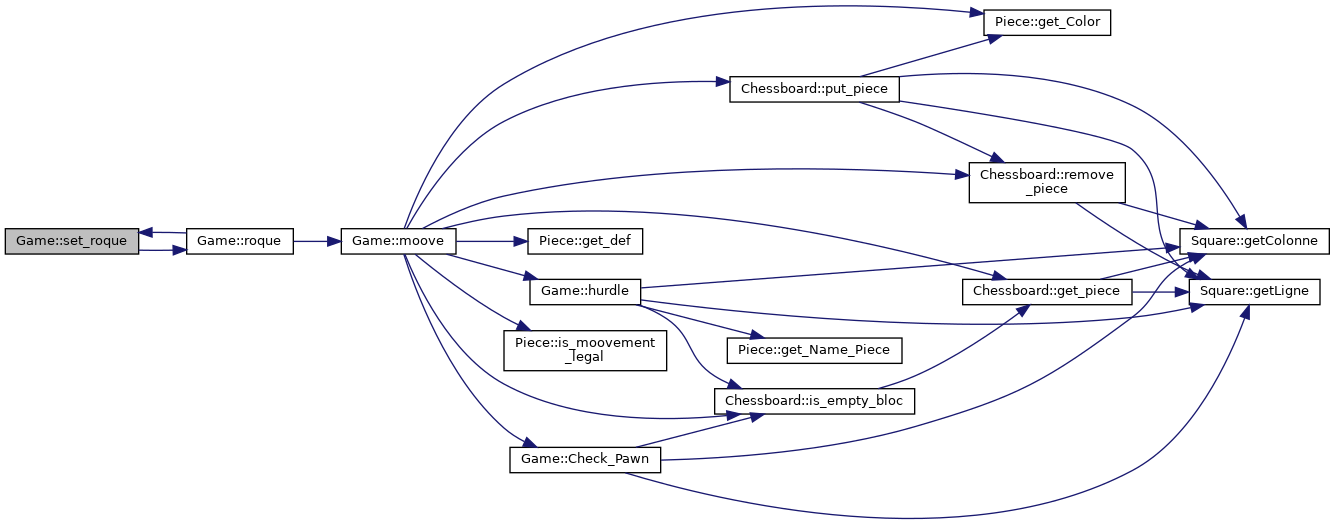 Game::set_roque
Game::roque
Game::moove
Piece::get_Color
Chessboard::put_piece
Chessboard::remove
_piece
Piece::get_def
Square::getColonne
Game::hurdle
Chessboard::get_piece
Square::getLigne
Piece::is_moovement
_legal
Piece::get_Name_Piece
Chessboard::is_empty_bloc
Game::Check_Pawn